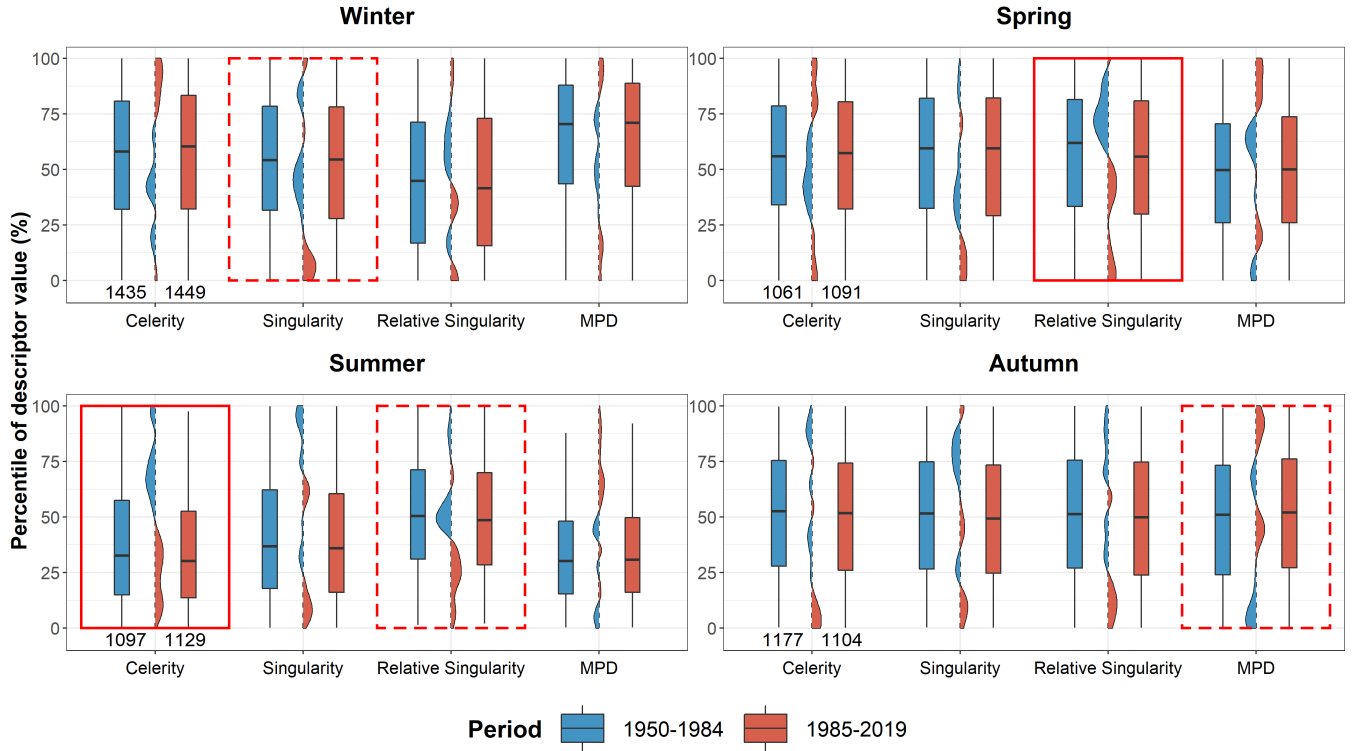 Winter
Spring
Percentile of descriptor value (%)
100
75
50
25
0
1435 1449
Celerity Singularity Relative Singularity MPD
100
75
50
25
0
1061 1091
Celerity Singularity Relative Singularity MPD
Summer
Autumn
100
75
50
25
0
1097 1129
Celerity Singularity Relative Singularity MPD
100
75
50
25
0
1177 1104
Celerity Singularity Relative Singularity MPD
Period 1950-1984 1985-2019